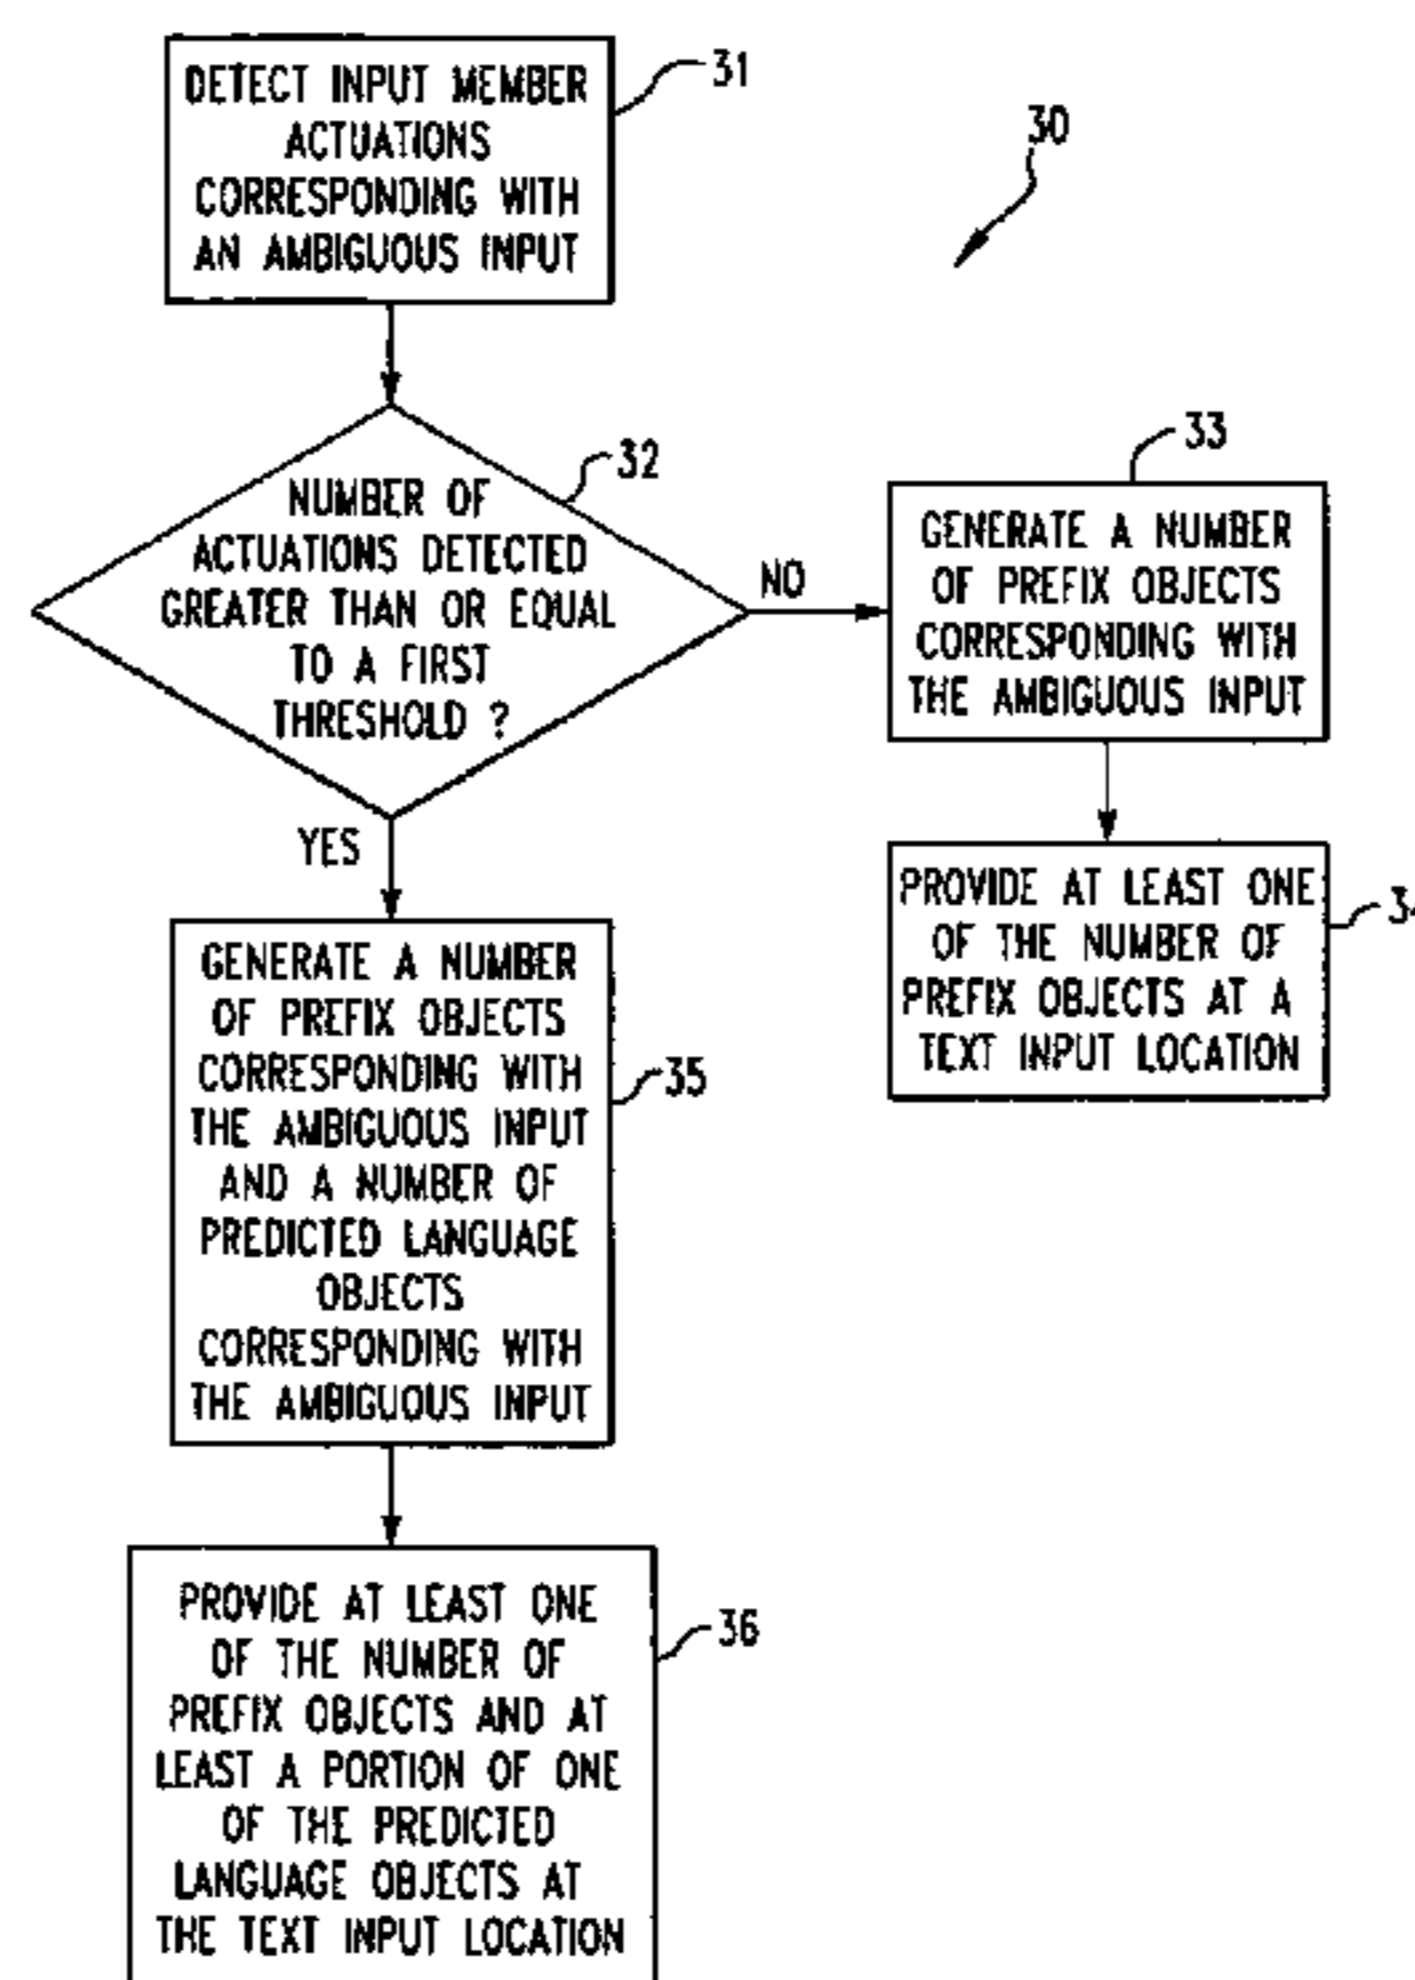 DETECT INPUT MEMBER
ACTUATIONS
CORRESPONDING WITH
AN AMBIGUOUS INPUT
31
30
32
NUMBER OF
ACTUATIONS DETECTED
GREATER THAN OR EQUAL
TO A FIRST
THRESHOLD ?
NO
YES
33
GENERATE A NUMBER
OF PREFIX OBJECTS
CORRESPONDING WITH
THE AMBIGUOUS INPUT
PROVIDE AT LEAST ONE
OF THE NUMBER OF
PREFIX OBJECTS AT A
TEXT INPUT LOCATION
GENERATE A NUMBER
OF PREFIX OBJECTS
CORRESPONDING WITH
THE AMBIGUOUS INPUT
AND A NUMBER OF
PREDICTED LANGUAGE
OBJECTS
CORRESPONDING WITH
THE AMBIGUOUS INPUT
35
PROVIDE AT LEAST ONE
OF THE NUMBER OF
PREFIX OBJECTS AND AT
LEAST A PORTION OF ONE
OF THE PREDICTED
LANGUAGE OBJECTS AT
THE TEXT INPUT LOCATION
36